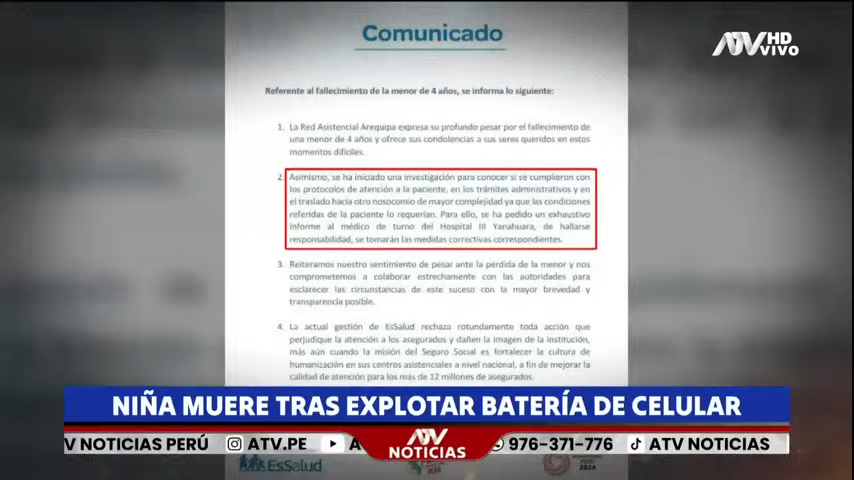 Comunicado
ATV HD
VIVO
Referente al fallecimiento de la menor de 4 años, se informa lo siguiente:
1. La Red Asistencial Arequipa expresa su profundo pesar por el fallecimiento de
una menor de 4 años y ofrece sus condolencias a sus seres queridos en estos
momentos difíciles.
2. Asimismo, se ha iniciado una investigación para conocer si se cumplieron con
los protocolos de atención a la paciente, en los trámites administrativos y en
el traslado hacia otro nosocomio de mayor complejidad ya que las condiciones
referidas de la paciente lo requerían. Para ello, se ha pedido un exhaustivo
informe al médico de turno del Hospital III Yanahuara, de hallarse
responsabilidad, se tomarán las medidas correctivas correspondientes.
3. Reiteramos nuestro sentimiento de pesar ante la pérdida de la menor y nos
comprometemos a colaborar estrechamente con las autoridades para
esclarecer las circunstancias de este suceso con la mayor brevedad y
transparencia posible.
4. La actual gestión de EsSalud rechaza rotundamente toda acción que
perjudique la atención a los asegurados y dañen la imagen de la institución,
más aún cuando la misión del Seguro Social es fortalecer la cultura de
humanización en sus centros asistenciales a nivel nacional, a fin de mejorar la
calidad de atención para los más de 12 millones de asegurados.
NIÑA MUERE TRAS EXPLOTAR BATERÍA DE CELULAR
V NOTICIAS PERÚ ATV.PE A ATV NOTICIAS 976-371-776 ATV NOTICIAS
EsSalud